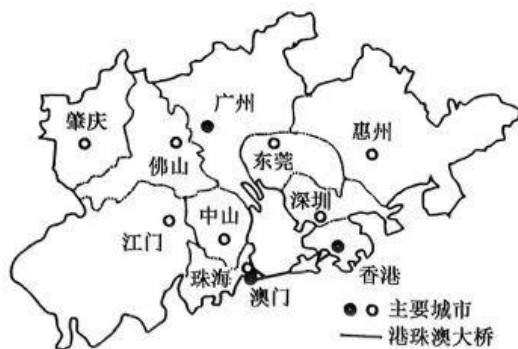 广州
肇庆
惠州
佛山
东莞
深圳
中山
江门
珠海
香港
澳门
主要城市
港珠澳大桥